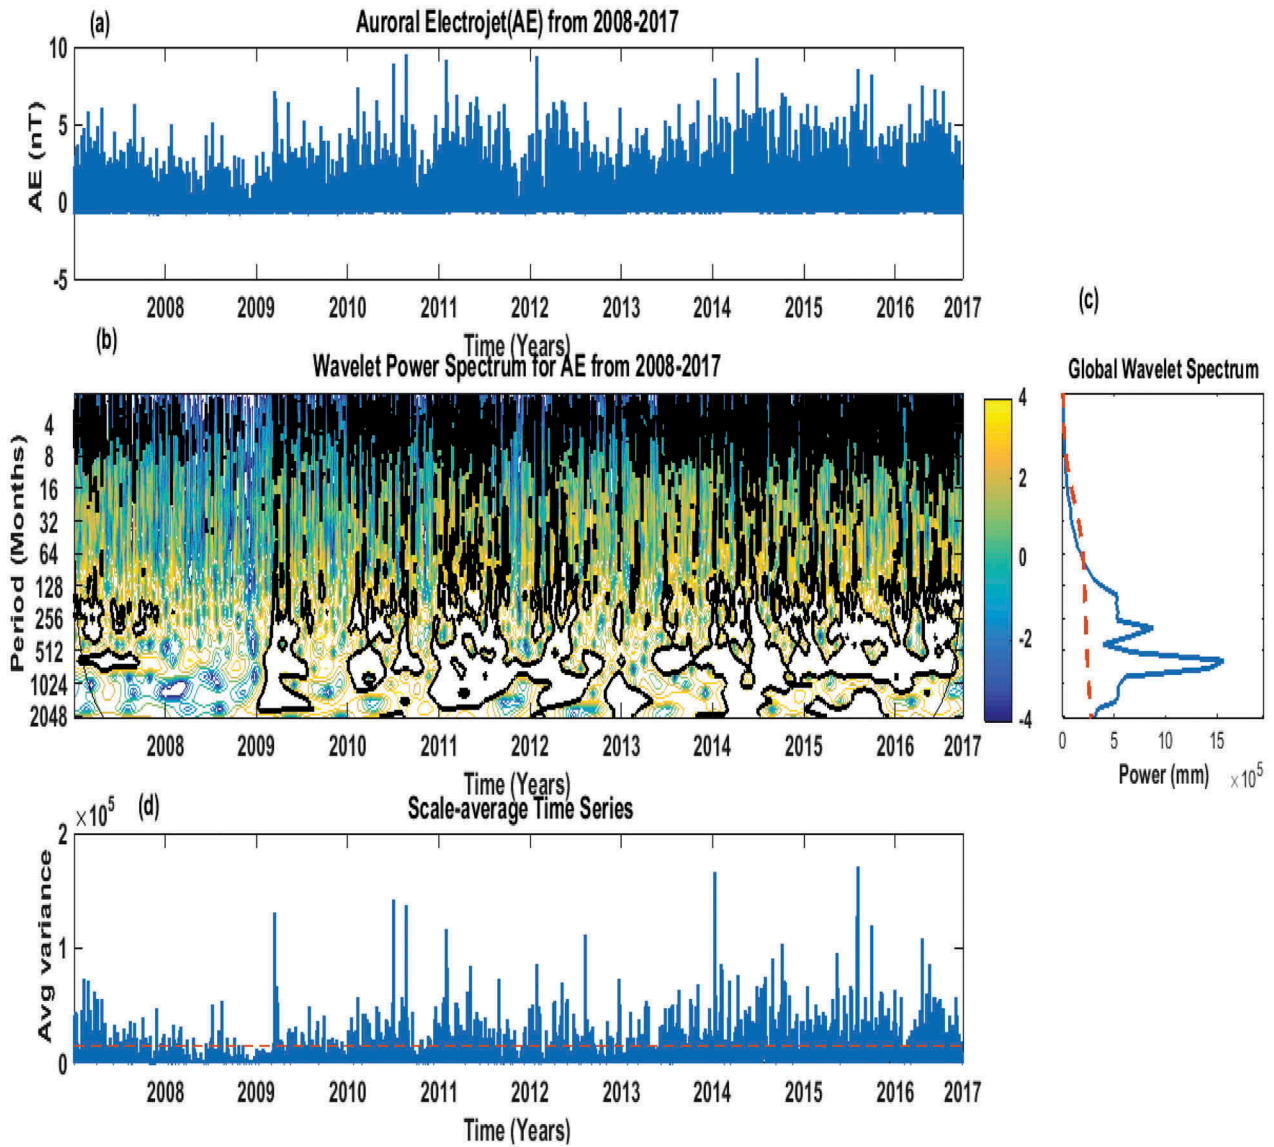 (a)
Auroral Electrojet(AE) from 2008-2017
10
5
0
-5
AE (nT)
2008 2009 2010 2011 2012 2013 2014 2015 2016 2017
Time (Years)
(b)
Wavelet Power Spectrum for AE from 2008-2017
4
8
16
32
64
128
256
512
1024
2048
Period (Months)
2008 2009 2010 2011 2012 2013 2014 2015 2016 2017
Time (Years)
4
2
0
-2
-4
(c)
Global Wavelet Spectrum
0 5 10 15
Power (mm) ×10⁵
(d)
Scale-average Time Series
×10⁵
2
1
0
Avg variance
2008 2009 2010 2011 2012 2013 2014 2015 2016 2017
Time (Years)